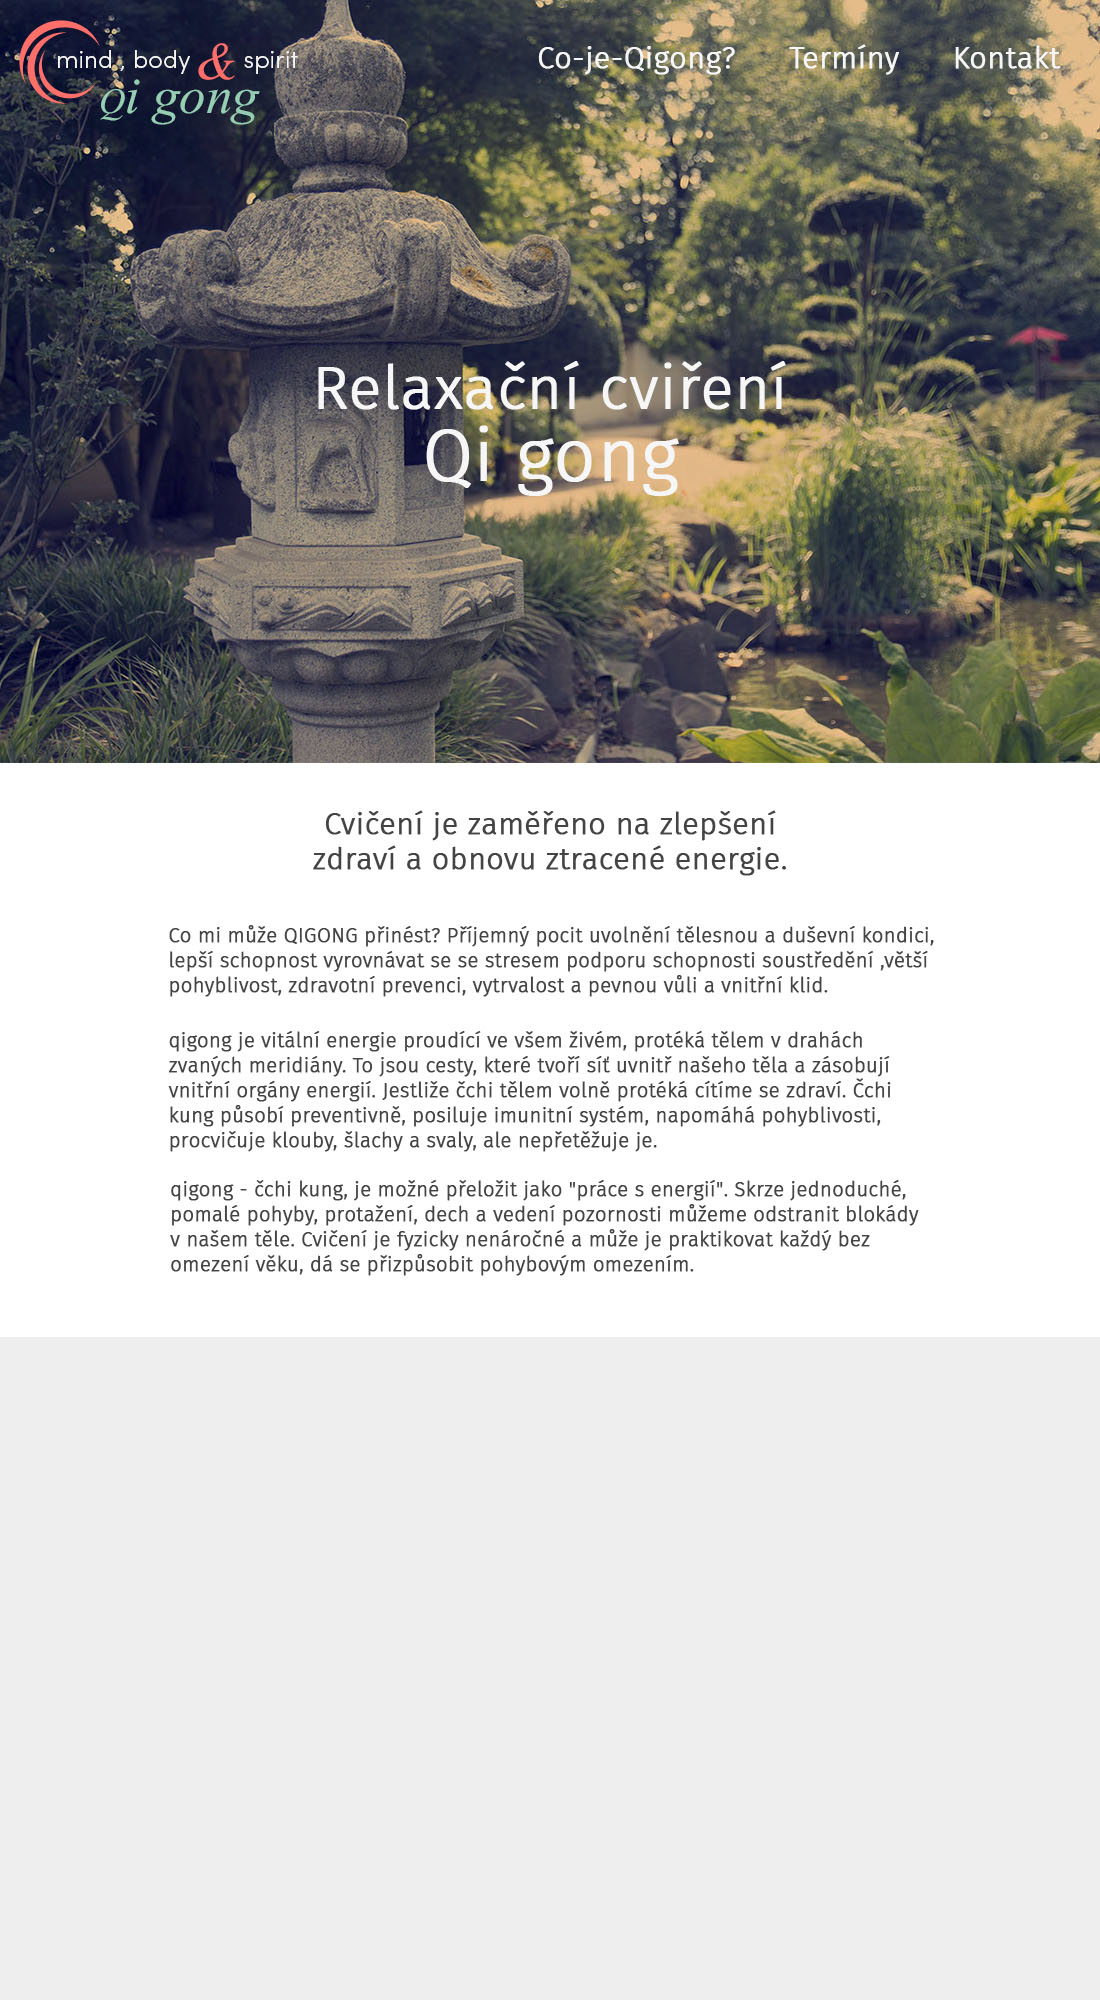 mind , body & spirit
Qi gong
Co-je-Qigong? Termíny Kontakt
Relaxační cviření
Qi gong
Cvičení je zaměřeno na zlepšení
zdraví a obnovu ztracené energie.
Co mi může QIGONG přinést? Příjemný pocit uvolnění tělesnou a duševní kondici,
lepší schopnost vyrovnávat se se stresem podporu schopnosti soustředění ,větší
pohyblivost, zdravotní prevenci, vytrvalost a pevnou vůli a vnitřní klid.
qigong je vitální energie proudící ve všem živém, protéká tělem v drahách
zvaných meridiány. To jsou cesty, které tvoří síť uvnitř našeho těla a zásobují
vnitřní orgány energií. Jestliže čchi tělem volně protéká cítíme se zdraví. Čchi
kung působí preventivně, posiluje imunitní systém, napomáhá pohyblivosti,
procvičuje klouby, šlachy a svaly, ale nepřetěžuje je.
qigong - čchi kung, je možné přeložit jako "práce s energií". Skrze jednoduché,
pomalé pohyby, protažení, dech a vedení pozornosti můžeme odstranit blokády
v našem těle. Cvičení je fyzicky nenáročné a může je praktikovat každý bez
omezení věku, dá se přizpůsobit pohybovým omezením.